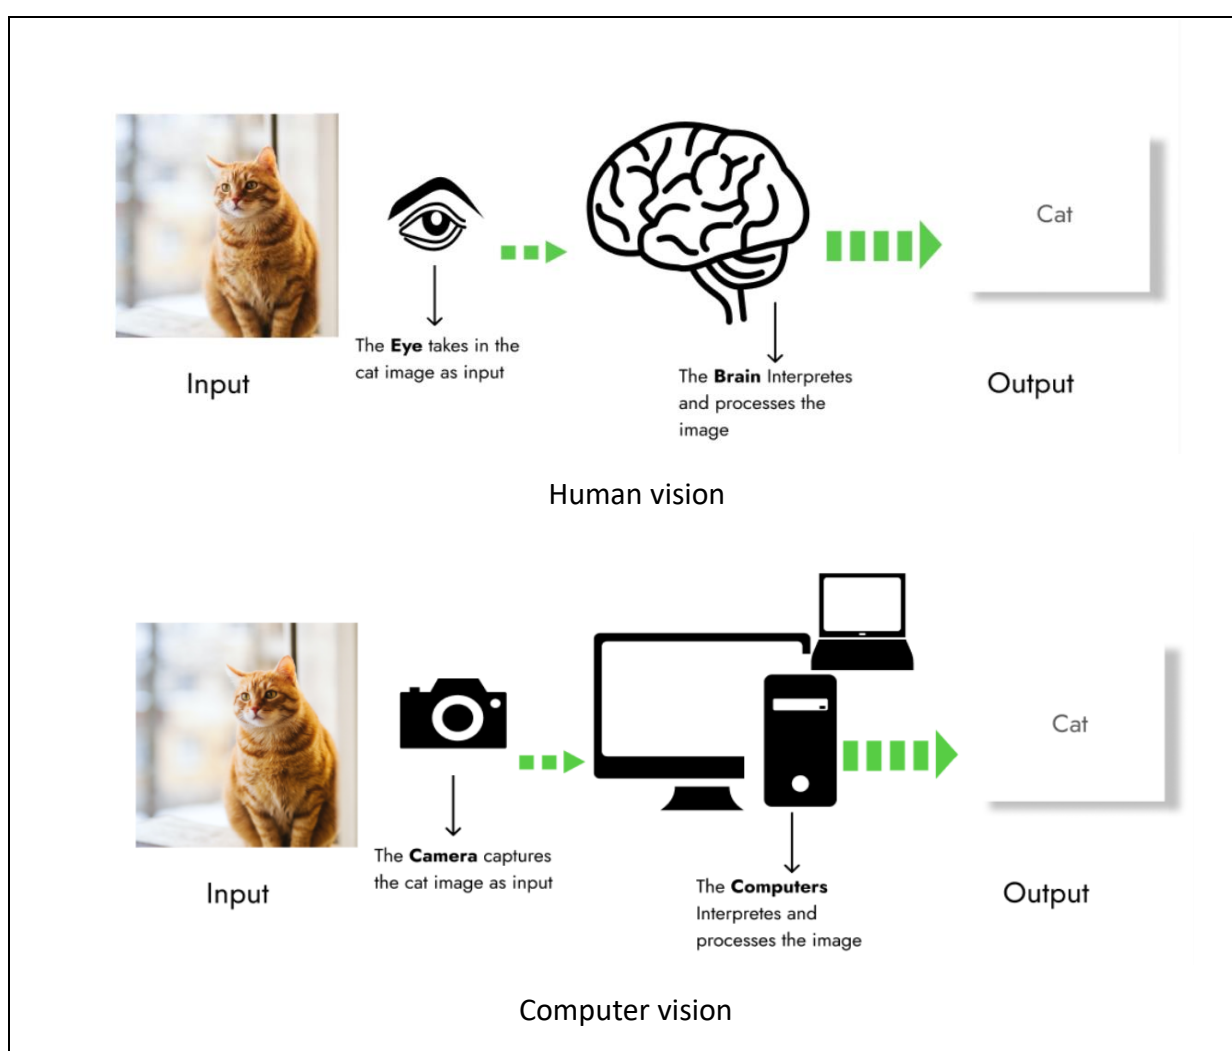 Cat
The Eye takes in the
cat image as input
Input
The Brain Interpretes
and processes the
image
Output
Human vision
Cat
The Camera captures
the cat image as input
Input
The Computers
Interpretes and
processes the image
Output
Computer vision